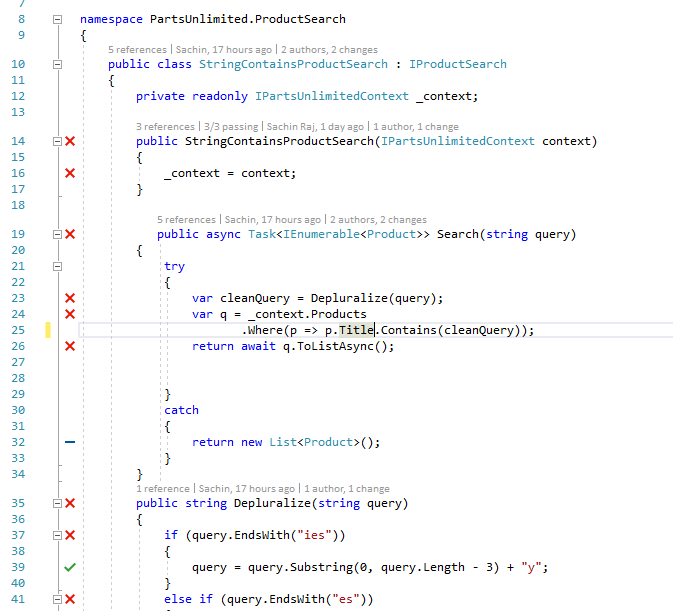 7
8 namespace PartsUnlimited.ProductSearch
9 {
5 references | Sachin, 17 hours ago | 2 authors, 2 changes
10 public class StringContainsProductSearch : IProductSearch
11 {
12 private readonly IPartsUnlimitedContext _context;
13
3 references | 3/3 passing | Sachin Raj, 1 day ago | 1 author, 1 change
14 public StringContainsProductSearch(IPartsUnlimitedContext context)
15 {
16 _context = context;
17 }
18
5 references | Sachin, 17 hours ago | 2 authors, 2 changes
19 public async Task<IEnumerable<Product>> Search(string query)
20 {
21 try
22 {
23 var cleanQuery = Depluralize(query);
24 var q = _context.Products
25 .Where(p => p.Title.Contains(cleanQuery));
26 return await q.ToListAsync();
27
28
29 }
30 catch
31 {
32 return new List<Product>();
33 }
34 }
1 reference | Sachin, 17 hours ago | 1 author, 1 change
35 public string Depluralize(string query)
36 {
37 if (query.EndsWith("ies"))
38 {
39 query = query.Substring(0, query.Length - 3) + "y";
40 }
41 else if (query.EndsWith("es"))